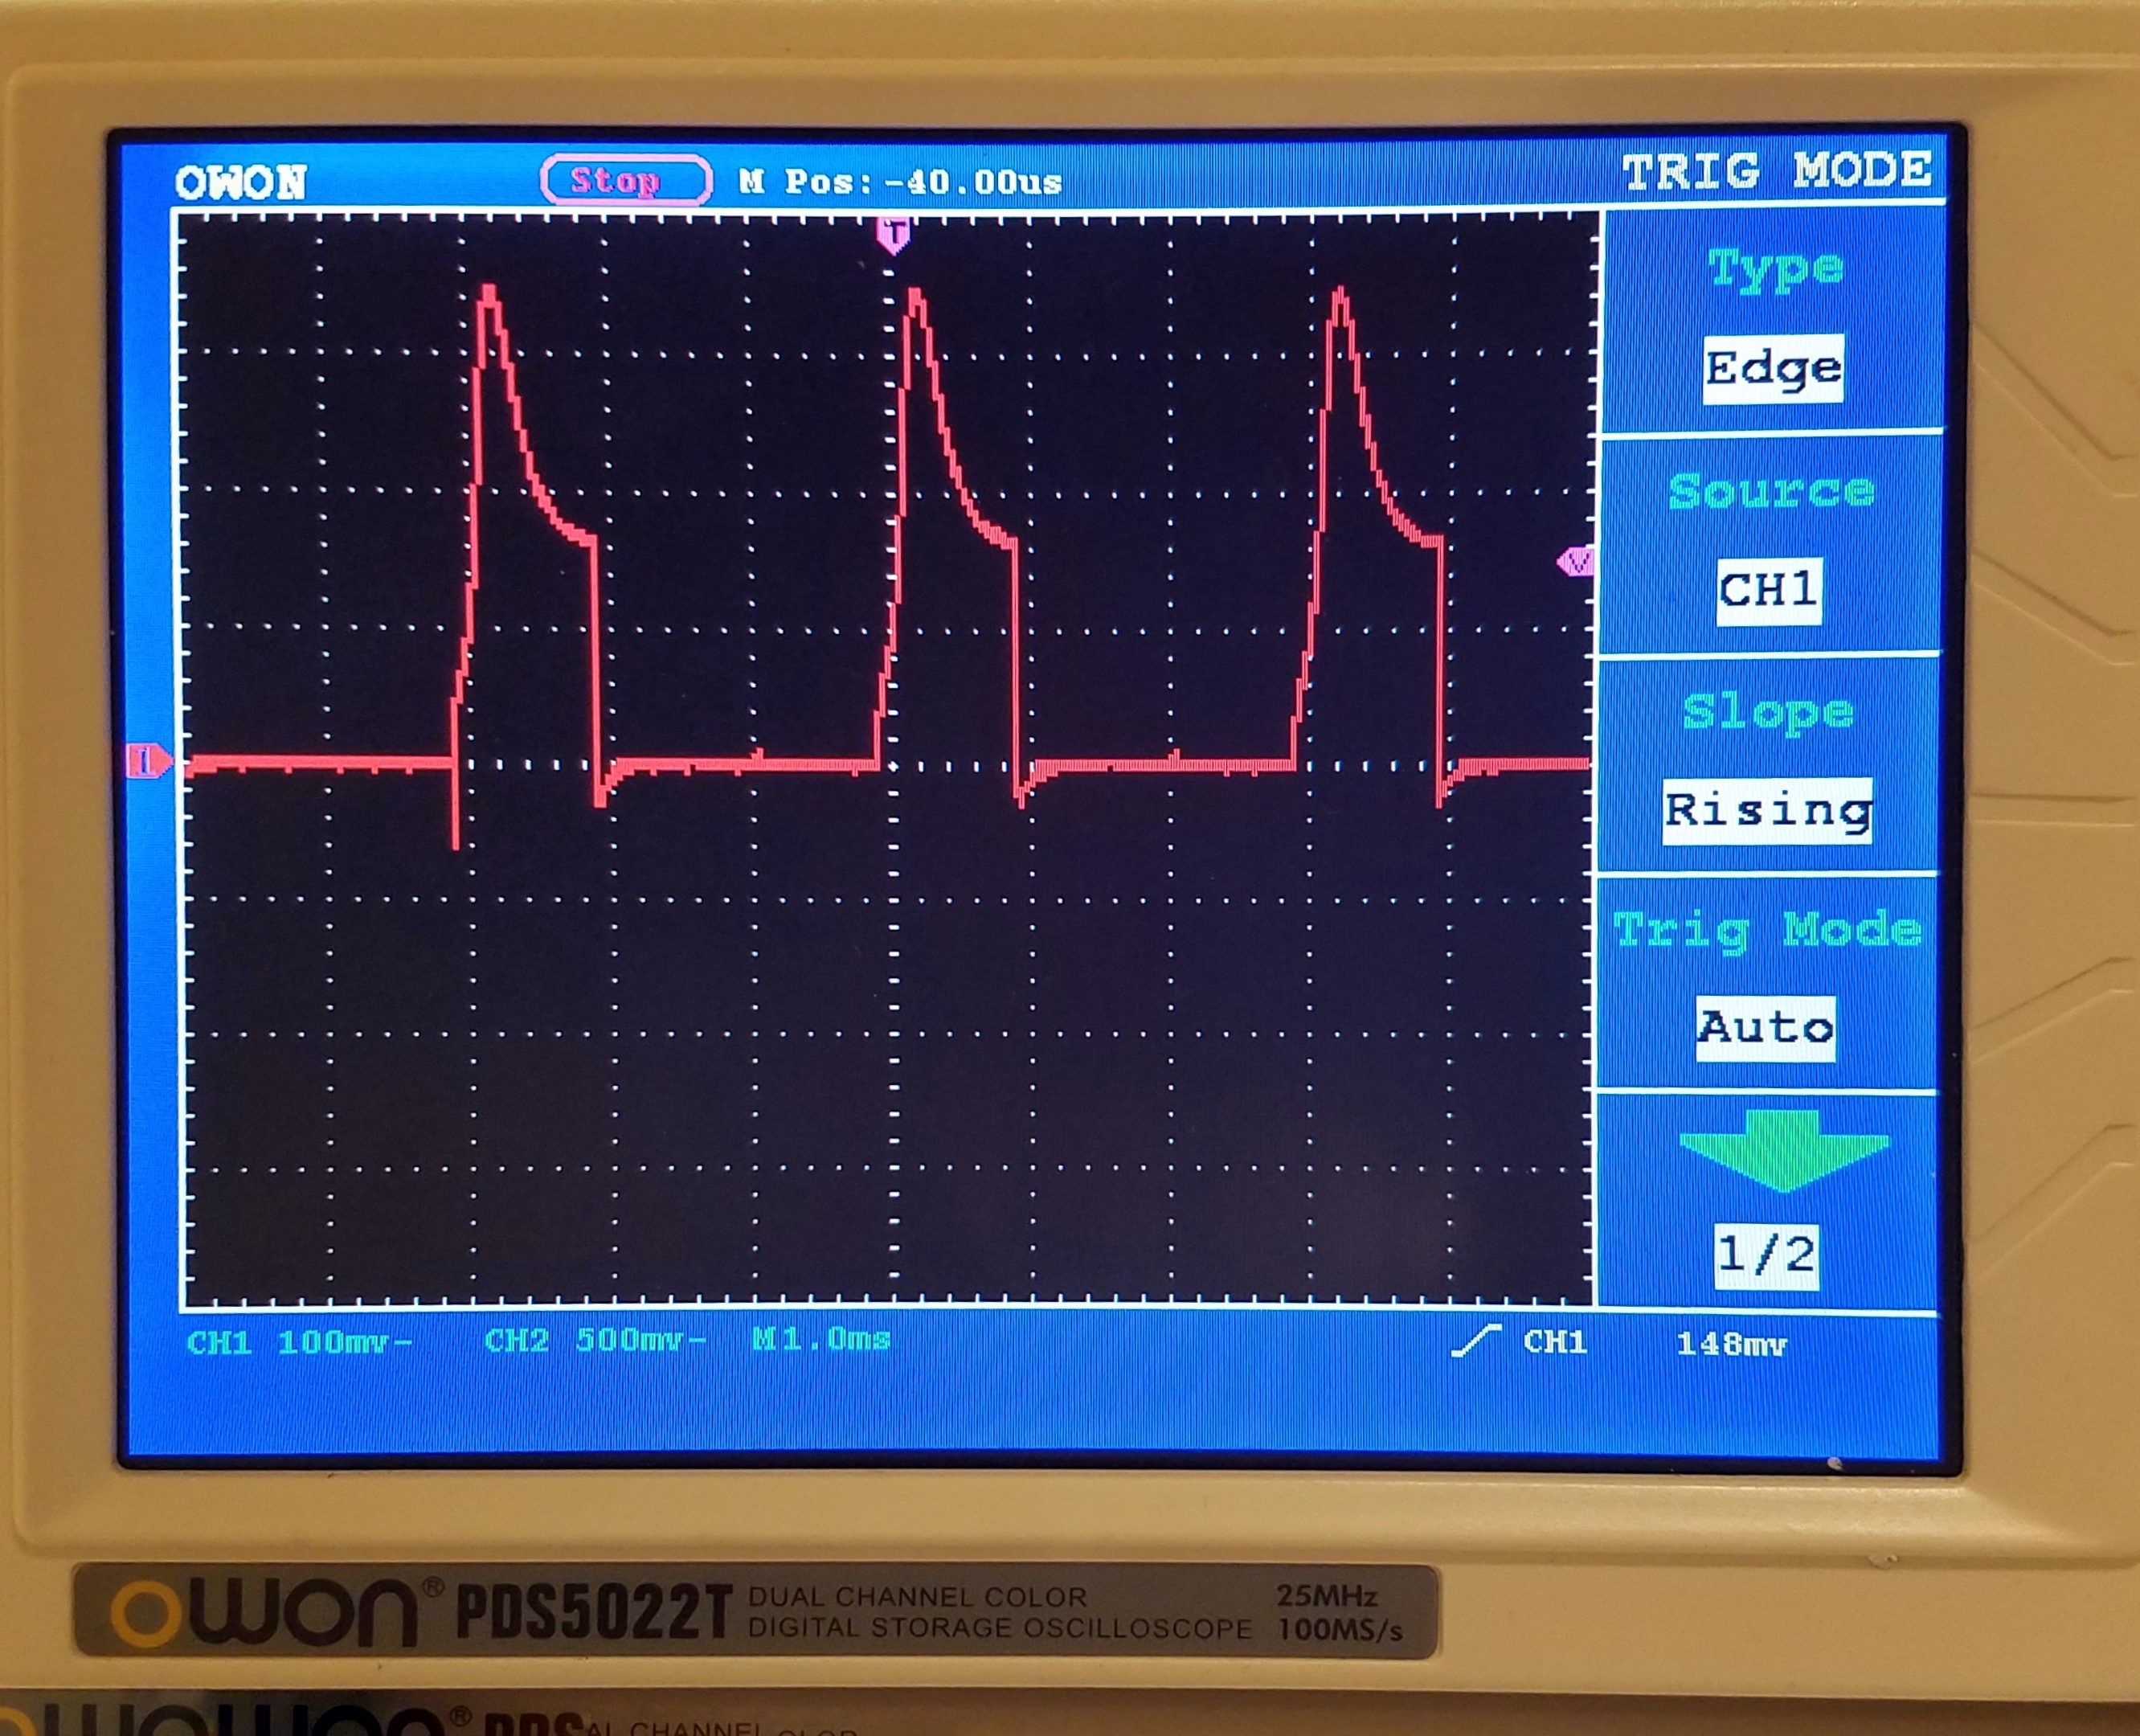 OWON Stop M Pos:-40.00us TRIG MODE
T
Type
Edge
Source
CH1
Slope
Rising
1
Trig Mode
Auto
1/2
CH1 100mv- CH2 500mv- M1.0ms CH1 148mv
owon® PDS5022T DUAL CHANNEL COLOR 25MHz
DIGITAL STORAGE OSCILLOSCOPE 100MS/s